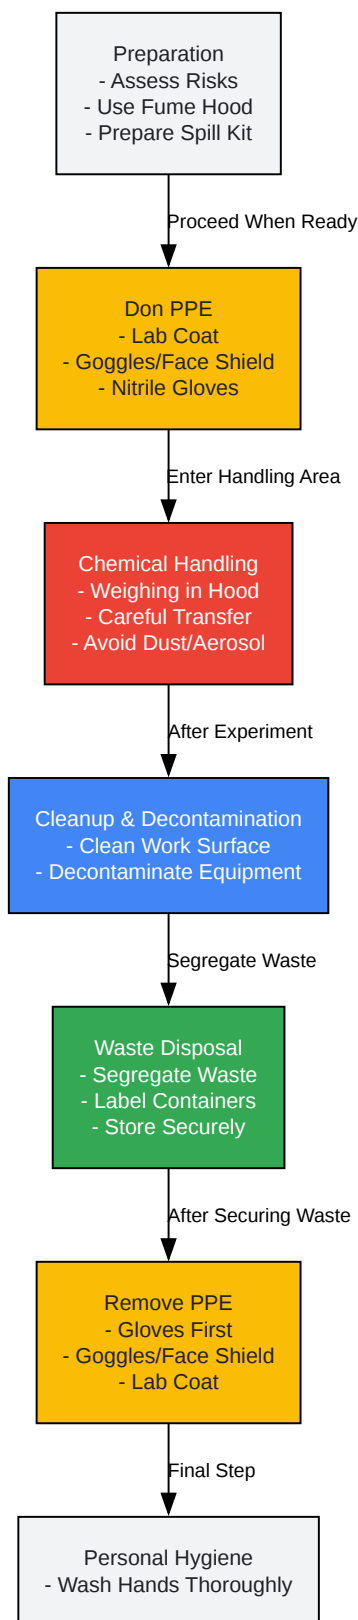 Preparation
- Assess Risks
- Use Fume Hood
- Prepare Spill Kit
Proceed When Ready
Don PPE
- Lab Coat
- Goggles/Face Shield
- Nitrile Gloves
Enter Handling Area
Chemical Handling
- Weighing in Hood
- Careful Transfer
- Avoid Dust/Aerosol
After Experiment
Cleanup & Decontamination
- Clean Work Surface
- Decontaminate Equipment
Segregate Waste
Waste Disposal
- Segregate Waste
- Label Containers
- Store Securely
After Securing Waste
Remove PPE
- Gloves First
- Goggles/Face Shield
- Lab Coat
Final Step
Personal Hygiene
- Wash Hands Thoroughly